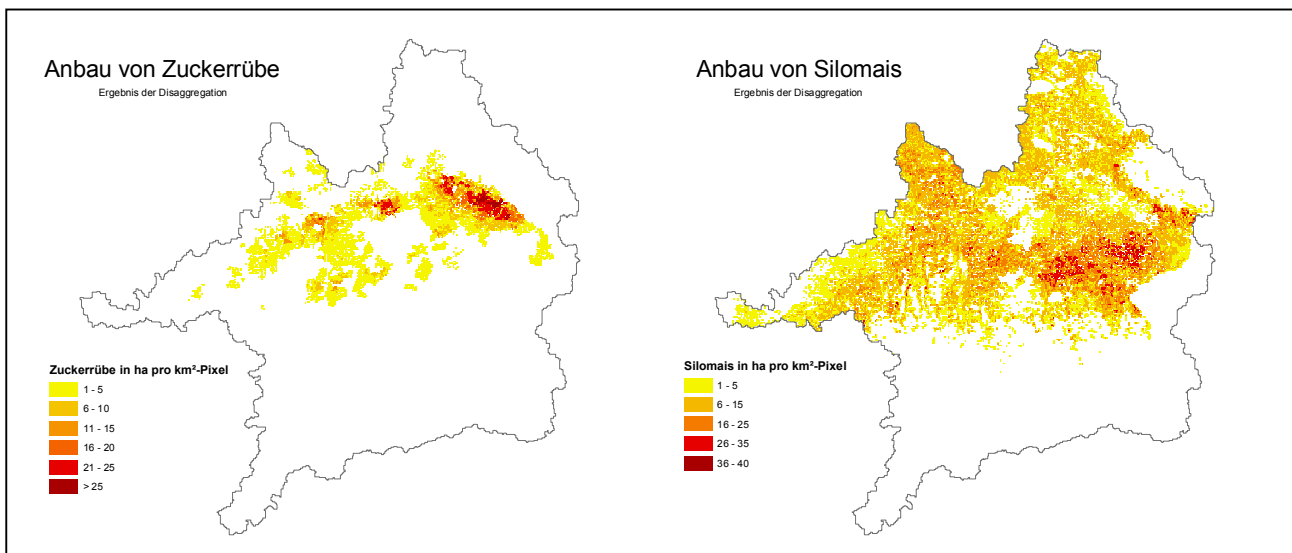 Anbau von Zuckerrübe
Ergebnis der Disaggregation
Zuckerrübe in ha pro km²-Pixel
1 - 5
6 - 10
11 - 15
16 - 20
21 - 25
> 25
Anbau von Silomais
Ergebnis der Disaggregation
Silomais in ha pro km²-Pixel
1 - 5
6 - 15
16 - 25
26 - 35
36 - 40